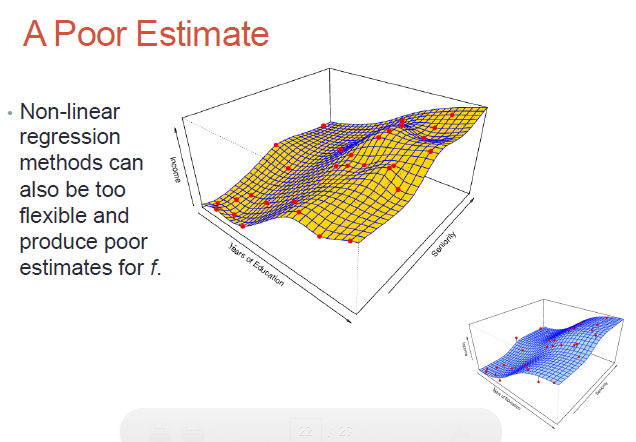 A Poor Estimate
• Non-linear
regression
methods can
also be too
flexible and
produce poor
estimates for f.
Income
Years of Education
Seniority
Income
Years of Education
Seniority
22 / 27